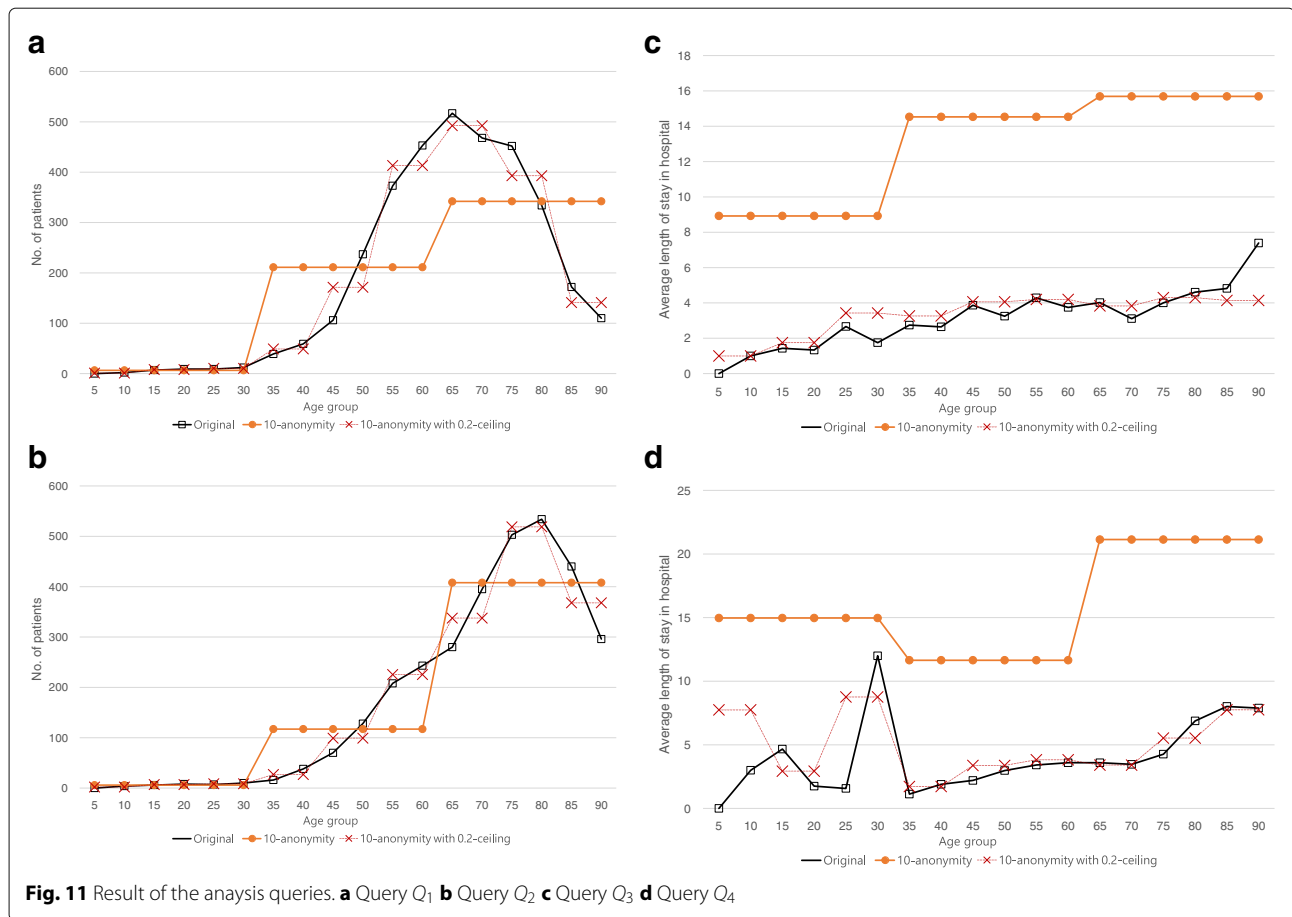 a
600
500
400
300
200
100
0
No. of patients
5 10 15 20 25 30 35 40 45 50 55 60 65 70 75 80 85 90
Age group
Original 10-anonymity 10-anonymity with 0.2-ceiling
b
600
500
400
300
200
100
0
No. of patients
5 10 15 20 25 30 35 40 45 50 55 60 65 70 75 80 85 90
Age group
Original 10-anonymity 10-anonymity with 0.2-ceiling
c
18
16
14
12
10
8
6
4
2
0
Average length of stay in hospital
5 10 15 20 25 30 35 40 45 50 55 60 65 70 75 80 85 90
Age group
Original 10-anonymity 10-anonymity with 0.2-ceiling
d
25
20
15
10
5
0
Average length of stay in hospital
5 10 15 20 25 30 35 40 45 50 55 60 65 70 75 80 85 90
Age group
Original 10-anonymity 10-anonymity with 0.2-ceiling
Fig. 11 Result of the anaysis queries. a Query Q1 b Query Q2 c Query Q3 d Query Q4